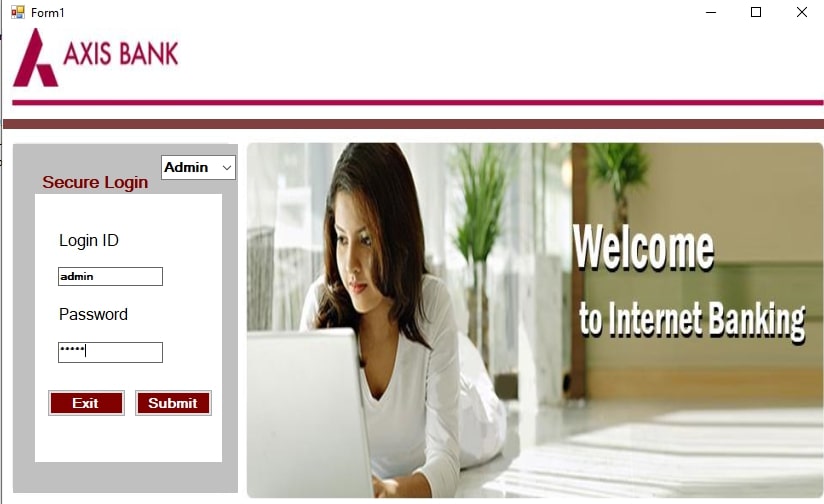 Form1
AXIS BANK
Admin
Secure Login
Login ID
admin
Password
•••••
Exit Submit
Welcome
to Internet Banking